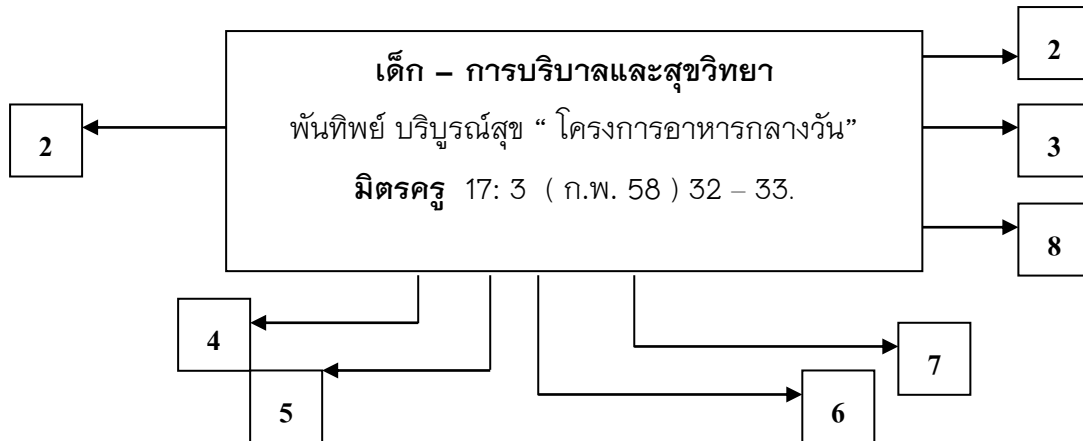 2
เด็ก – การบริบาลและสุขวิทยา
พันทิพย์ บริบูรณ์สุข “ โครงการอาหารกลางวัน”
2
3
มิตรครู 17: 3 ( ก.พ. 58 ) 32 – 33.
8
4
7
5
6